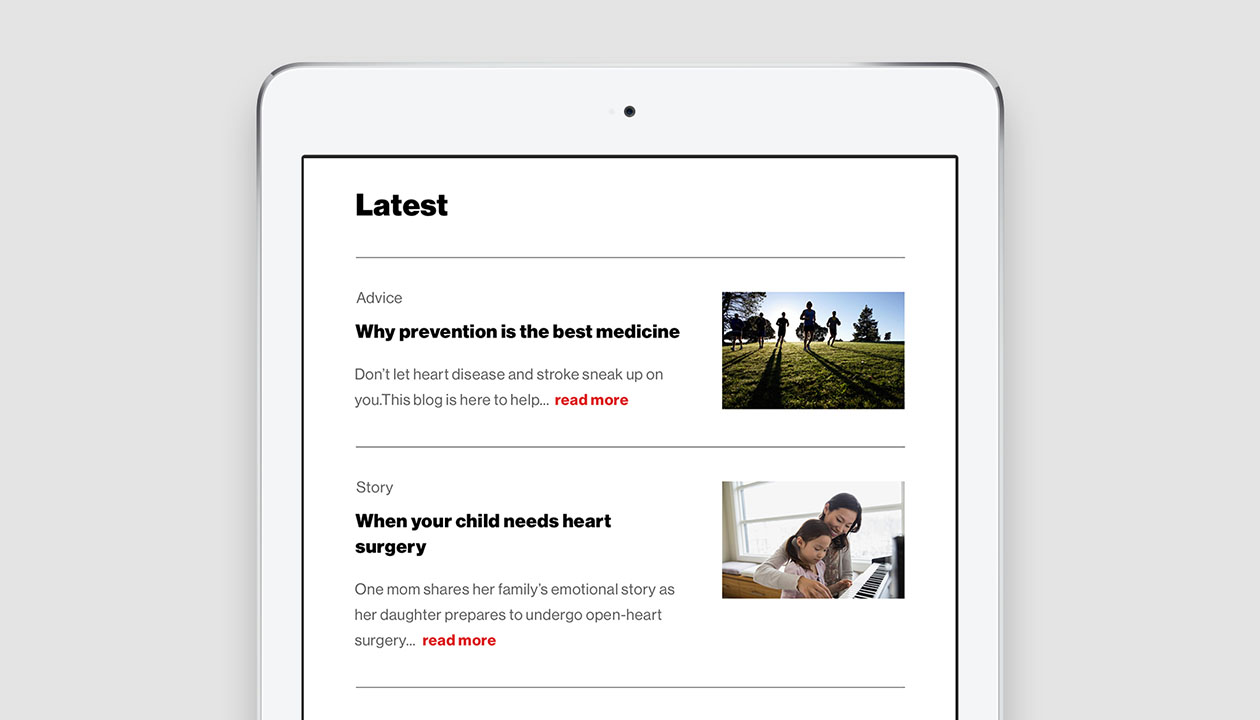 Latest
Advice
Why prevention is the best medicine
Don’t let heart disease and stroke sneak up on
you.This blog is here to help... read more
Story
When your child needs heart
surgery
One mom shares her family’s emotional story as
her daughter prepares to undergo open-heart
surgery... read more